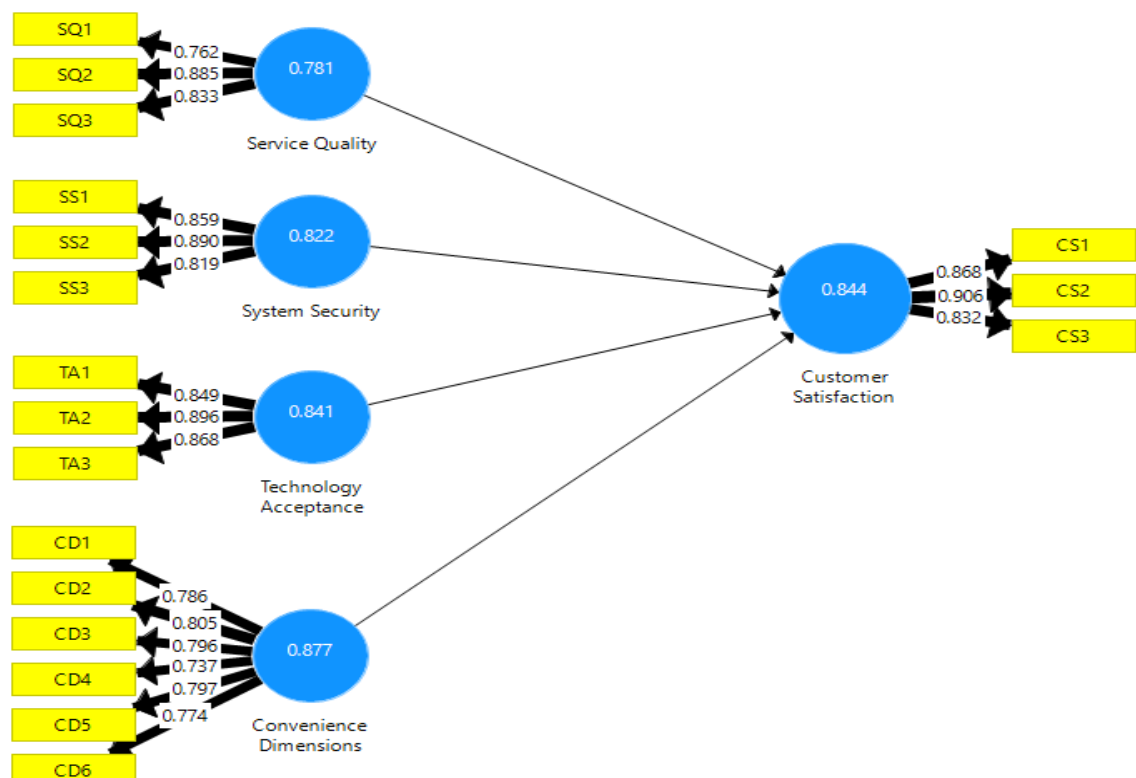 SQ1
0.762
SQ2
0.885
0.833
SQ3
0.781
Service Quality
SS1
0.859
SS2
0.890
0.819
SS3
0.822
System Security
TA1
0.849
TA2
0.896
0.868
TA3
0.841
Technology
Acceptance
CD1
0.786
CD2
0.805
CD3
0.796
0.737
CD4
0.797
0.774
CD5
CD6
0.877
Convenience
Dimensions
0.844
Customer
Satisfaction
0.868
CS1
0.906
CS2
0.832
CS3